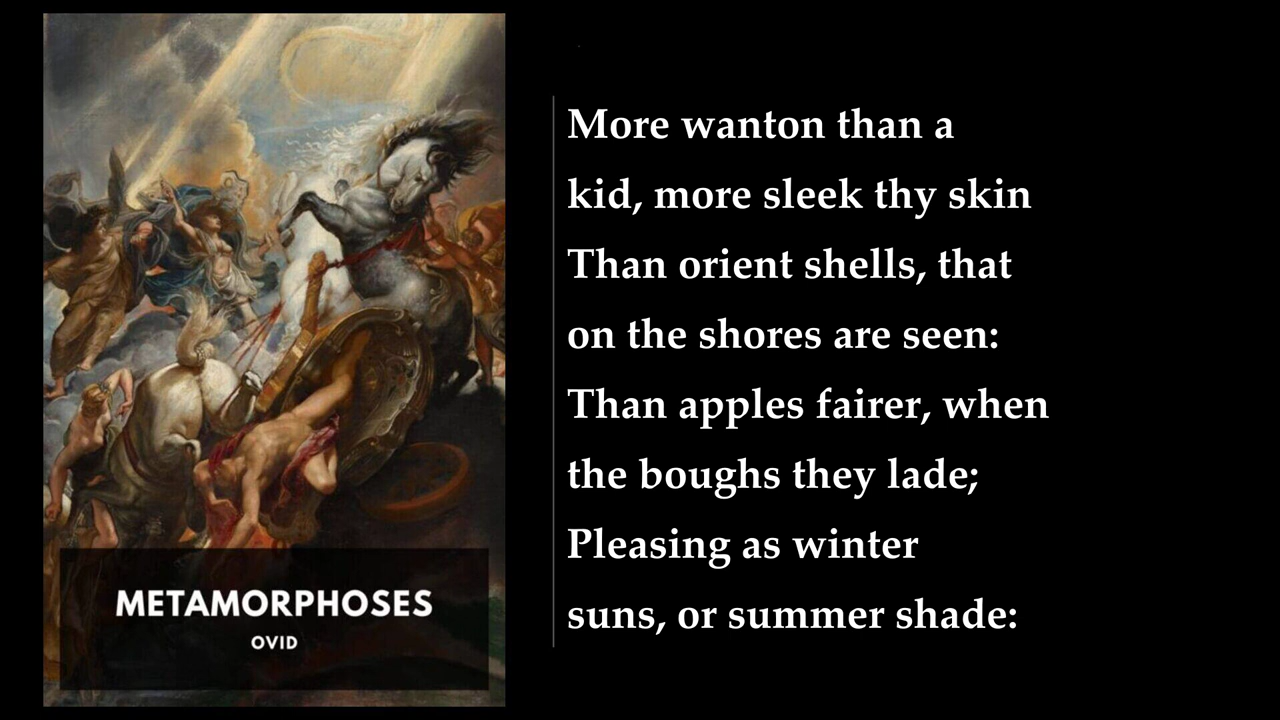 METAMORPHOSES
OVID
More wanton than a
kid, more sleek thy skin
Than orient shells, that
on the shores are seen:
Than apples fairer, when
the boughs they lade;
Pleasing as winter
suns, or summer shade: